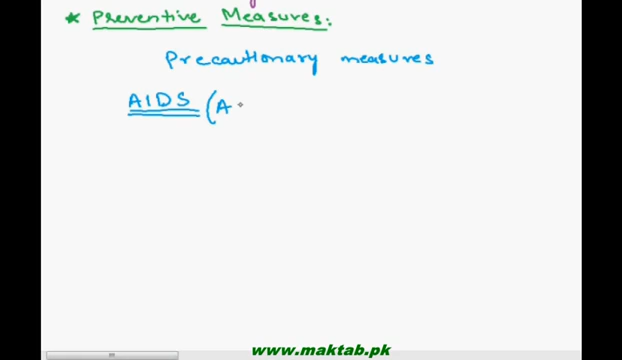 * Preventive Measures:
Precautionary measures
AIDS (A
www.maktab.pk